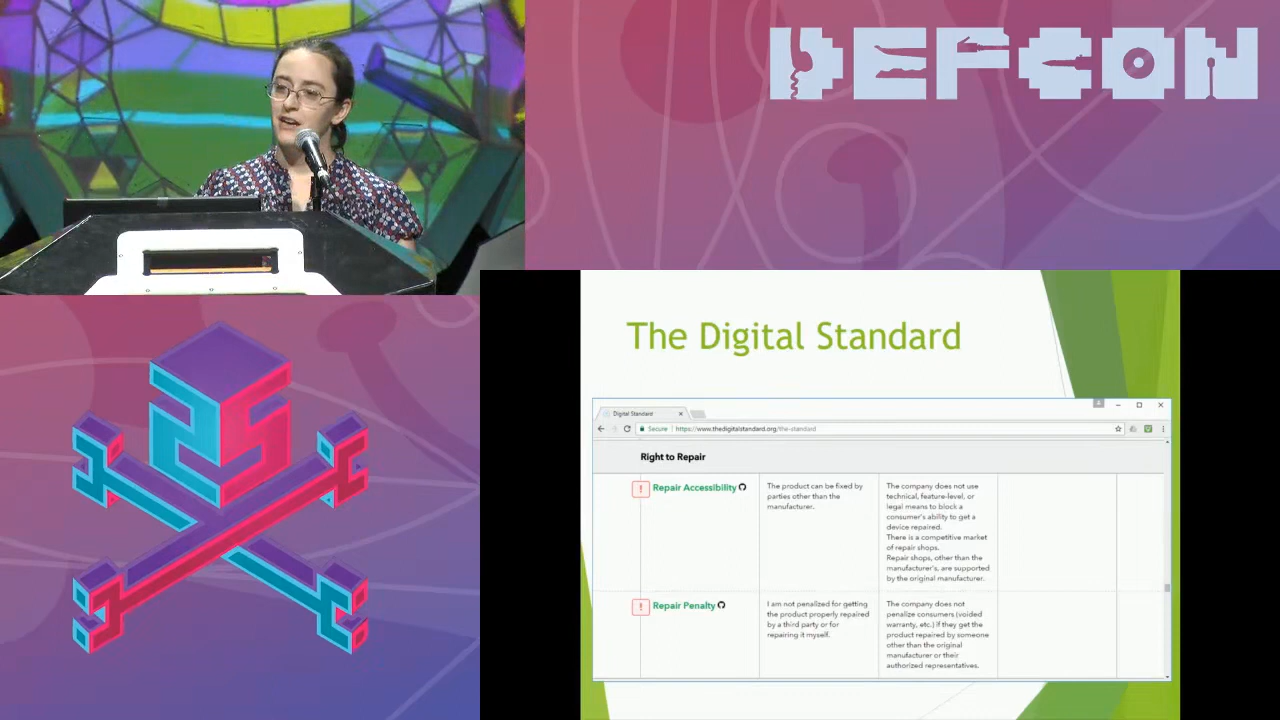 DEFCON
The Digital Standard
Digital Standard
Secure
https://www.thedigitalstandard.org/the-standard
Right to Repair
Repair Accessibility
The product can be fixed by
parties other than the
manufacturer.
The company does not use
technical, feature-level, or
legal means to block a
consumer's ability to get a
device repaired.
There is a competitive market
of repair shops.
Repair shops, other than the
manufacturer's, are supported
by the original manufacturer.
Repair Penalty
I am not penalized for getting
the product properly repaired
by a third party or for
repairing it myself.
The company does not
penalize consumers (voided
warranty, etc.) if they get the
product repaired by someone
other than the original
manufacturer or their
authorized representatives.